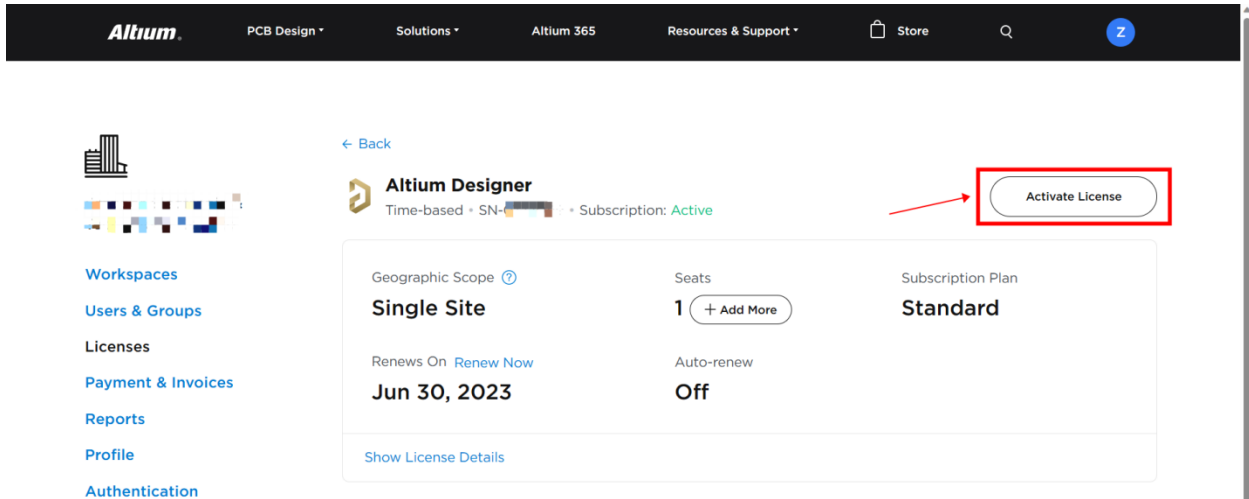 Altium. PCB Design Solutions Altium 365 Resources & Support Store Z
← Back
Altium Designer
Time-based • SN- • Subscription: Active
Activate License
Workspaces
Users & Groups
Licenses
Payment & Invoices
Reports
Profile
Authentication
Geographic Scope ?
Single Site
Seats
1 + Add More
Subscription Plan
Standard
Renews On Renew Now
Jun 30, 2023
Auto-renew
Off
Show License Details